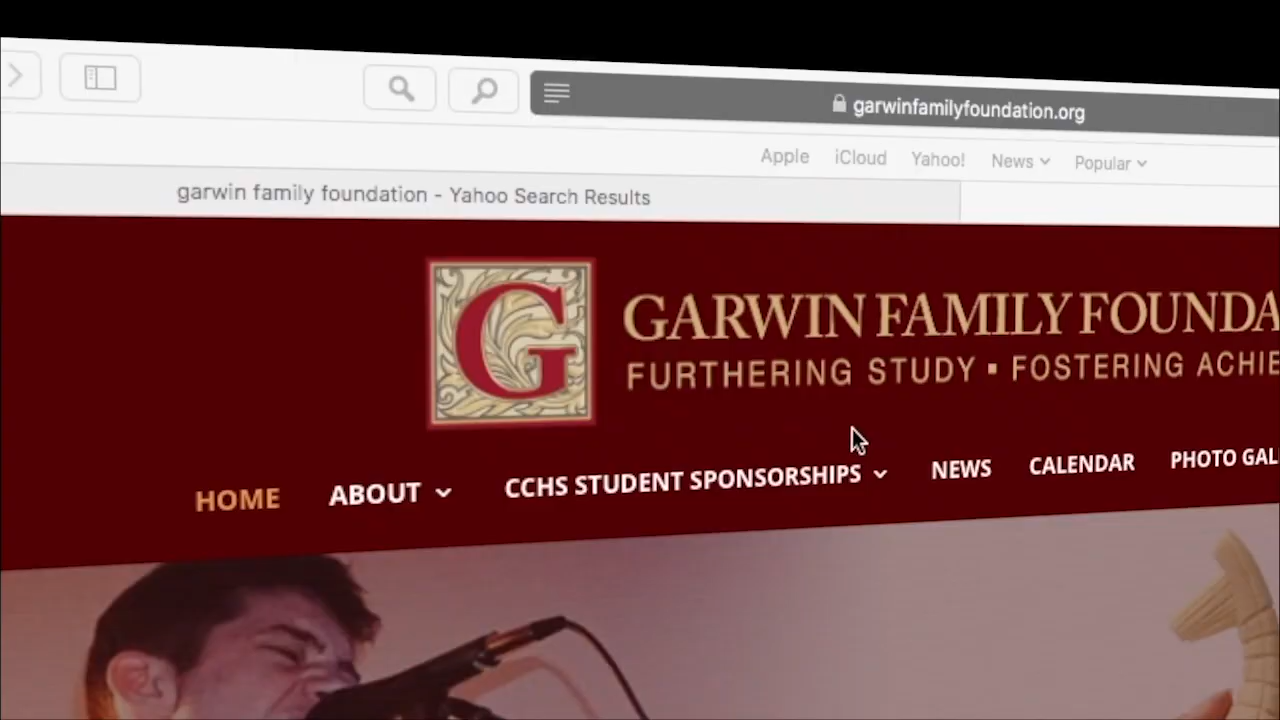 garwinfamilyfoundation.org
Apple iCloud Yahoo! News Popular
garwin family foundation - Yahoo Search Results
G GARWIN FAMILY FOUNDA
FURTHERING STUDY ▪ FOSTERING ACHIE
HOME ABOUT CCHS STUDENT SPONSORSHIPS NEWS CALENDAR PHOTO GAL